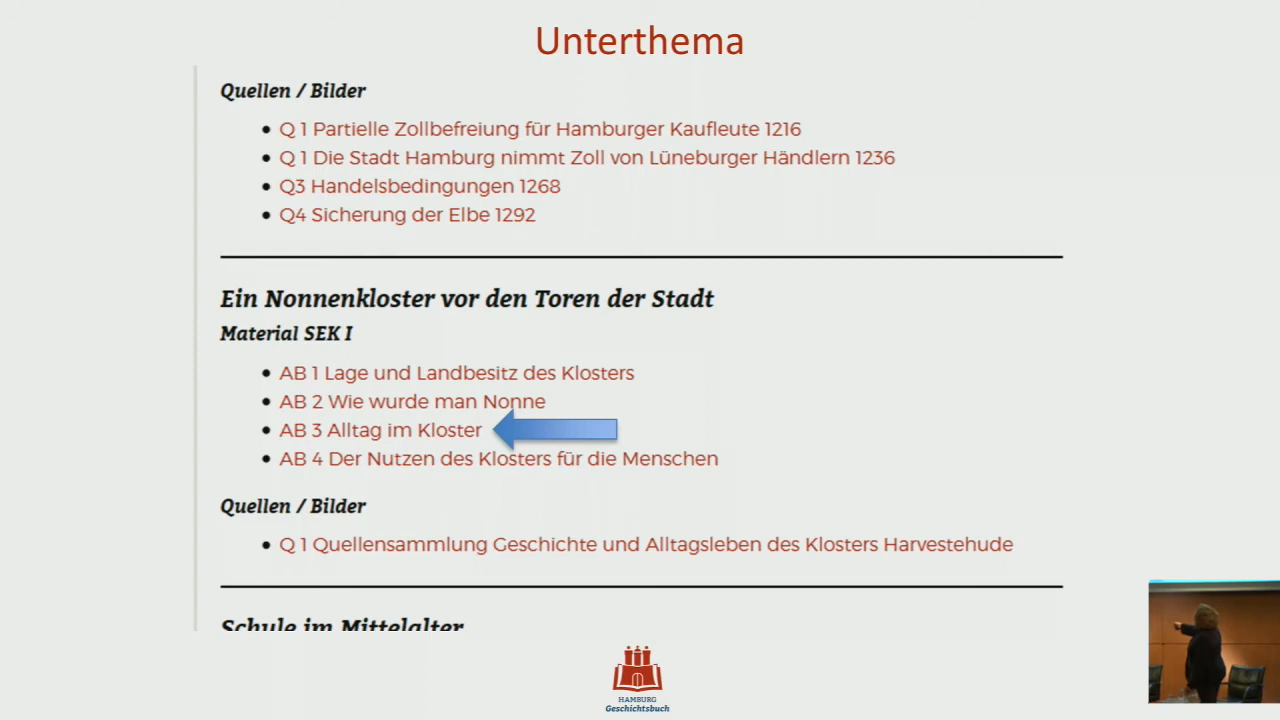 Unterthema
Quellen / Bilder
Q 1 Partielle Zollbefreiung für Hamburger Kaufleute 1216
Q 1 Die Stadt Hamburg nimmt Zoll von Lüneburger Händlern 1236
Q3 Handelsbedingungen 1268
Q4 Sicherung der Elbe 1292
Ein Nonnenkloster vor den Toren der Stadt
Material SEK I
AB 1 Lage und Landbesitz des Klosters
AB 2 Wie wurde man Nonne
AB 3 Alltag im Kloster
AB 4 Der Nutzen des Klosters für die Menschen
Quellen / Bilder
Q 1 Quellensammlung Geschichte und Alltagsleben des Klosters Harvestehude
Schule im Mittelalter
HAMBURG
Geschichtsbuch